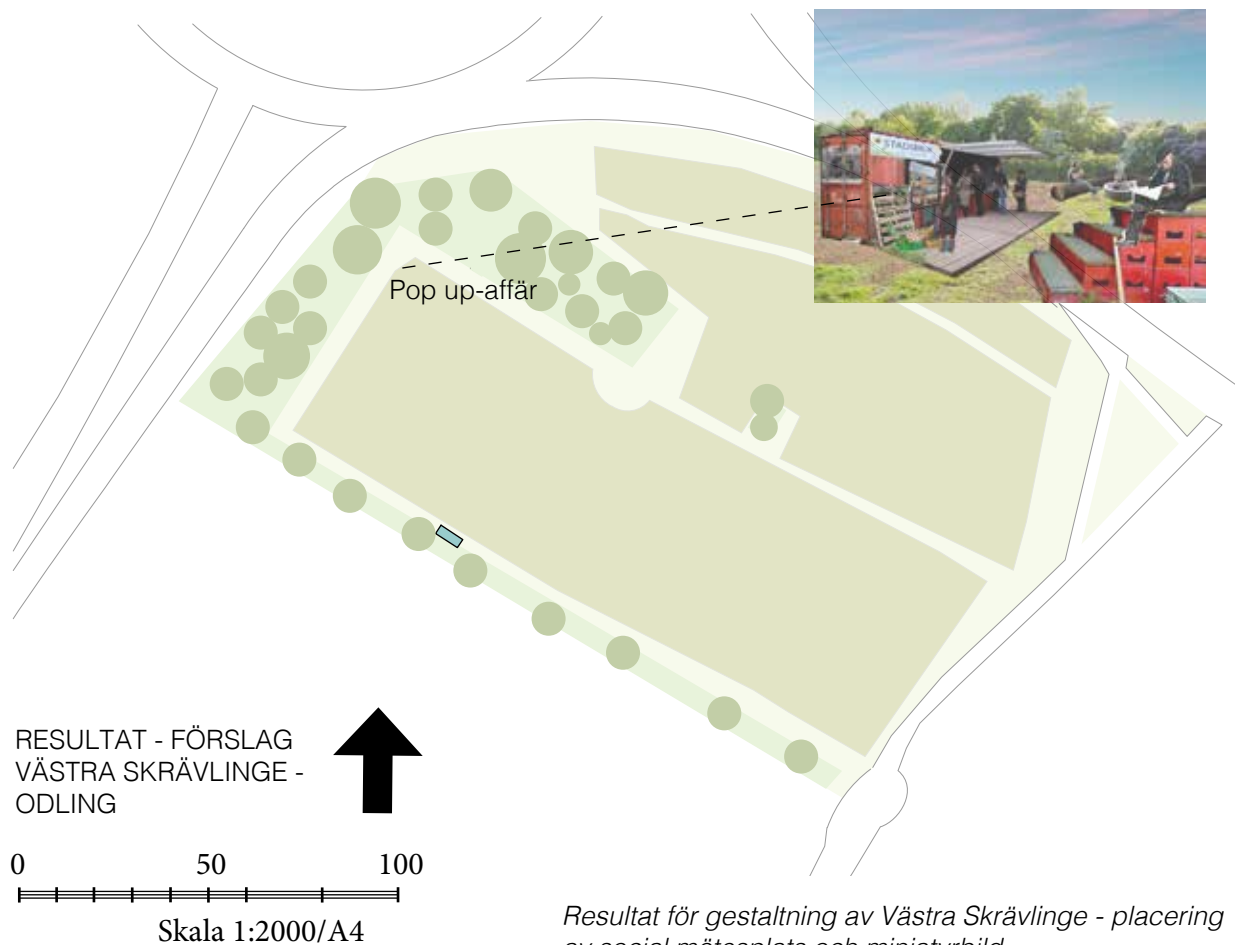 STADSBRUK
Pop up-affär
RESULTAT - FÖRSLAG
VÄSTRA SKRÄVLINGE -
ODLING
0 50 100
Skala 1:2000/A4
Resultat för gestaltning av Västra Skrävlinge - placering
av social mötesplats och miniatyrbild